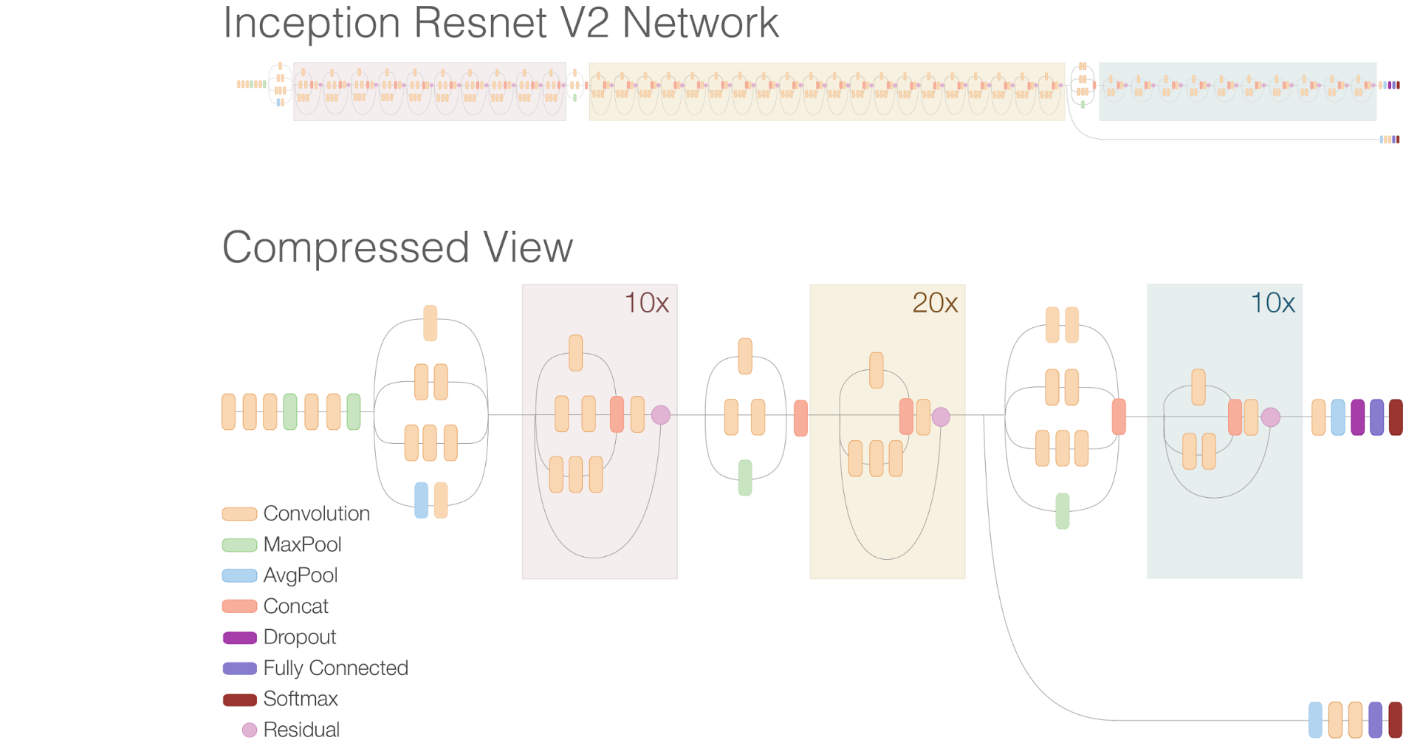 Inception Resnet V2 Network
Compressed View
10x
20x
10x
Convolution
MaxPool
AvgPool
Concat
Dropout
Fully Connected
Softmax
Residual